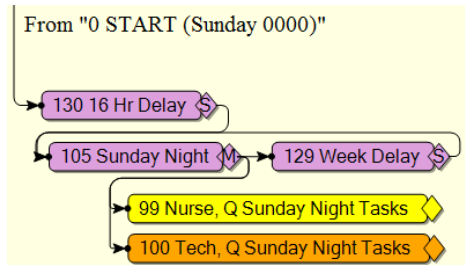 From "0 START (Sunday 0000)"
130 16 Hr Delay S
105 Sunday Night M
129 Week Delay S
99 Nurse, Q Sunday Night Tasks
100 Tech, Q Sunday Night Tasks